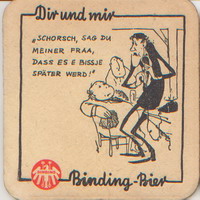 Dir und mir
„SCHORSCH, SAG DU
MEINER FRAA,
DASS ES E BISSJE
SPÄTER WERD!"
Binding-Bier